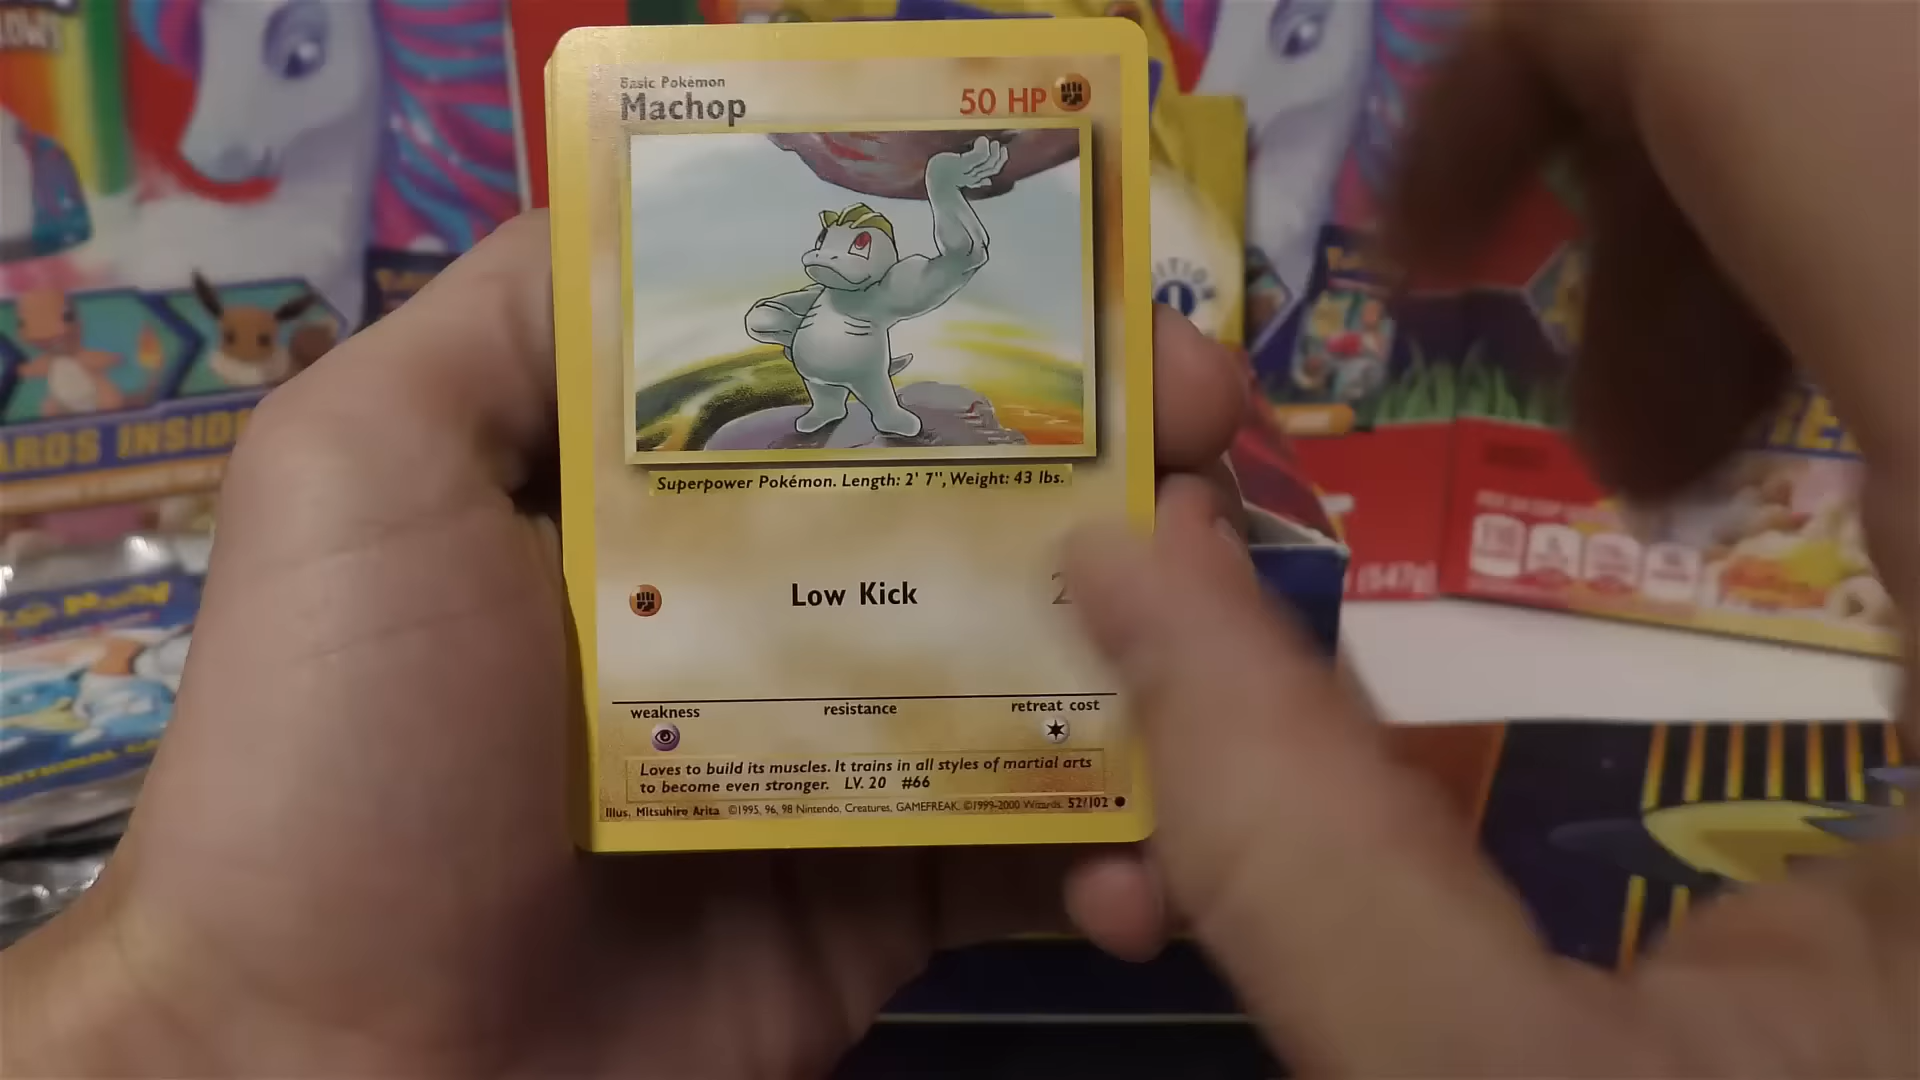 Basic Pokémon
Machop 50 HP
Superpower Pokémon. Length: 2' 7", Weight: 43 lbs.
Low Kick 2
weakness resistance retreat cost
Loves to build its muscles. It trains in all styles of martial arts
to become even stronger. LV. 20 #66
Illus. Mitsuhiro Arita ©1995, 96, 98 Nintendo, Creatures, GAMEFREAK. ©1999-2000 Wizards. 52/102
INSIDE